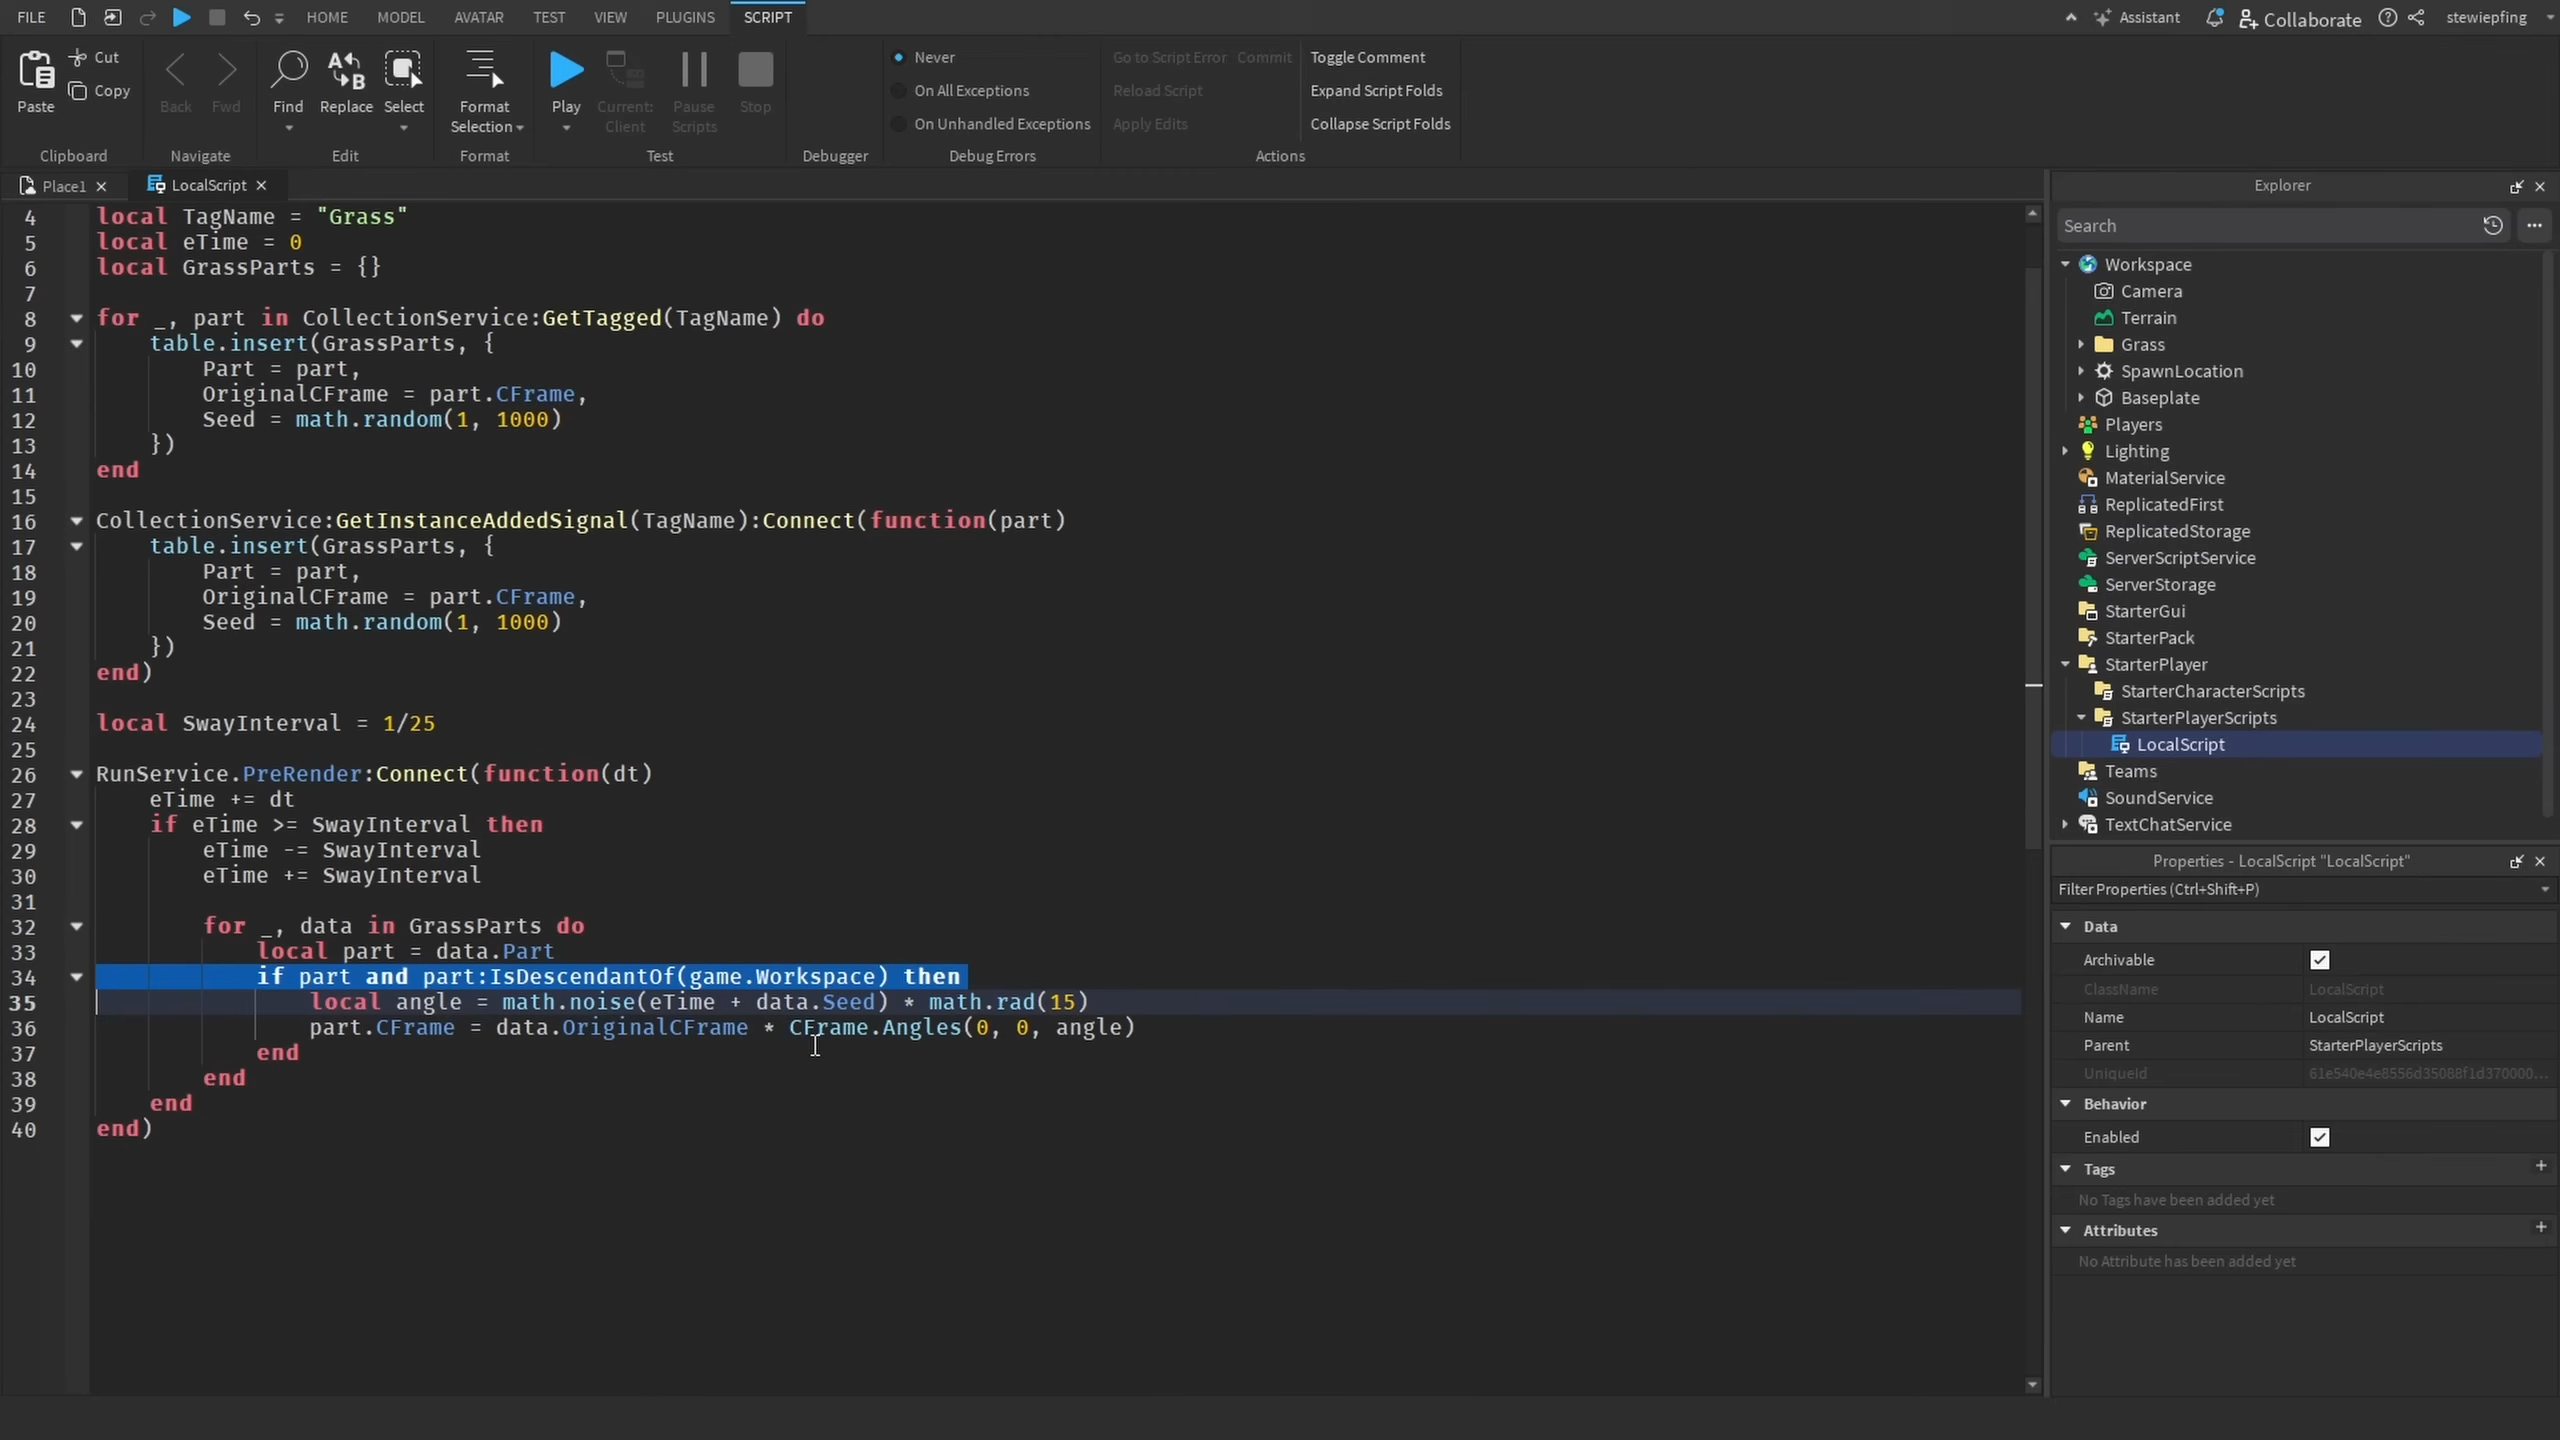 FILE HOME MODEL AVATAR TEST VIEW PLUGINS SCRIPT Assistant Collaborate stewiepfing
Paste Cut Copy
Clipboard
Back Fwd
Navigate
Find Replace Select
Edit
Format Selection
Format
Play Current: Client Pause Scripts Stop
Test
Debugger
Never
On All Exceptions
On Unhandled Exceptions
Debug Errors
Go to Script Error Commit
Reload Script
Apply Edits
Toggle Comment
Expand Script Folds
Collapse Script Folds
Actions
Place1 LocalScript
4 local TagName = "Grass"
5 local eTime = 0
6 local GrassParts = {}
7
8 for _, part in CollectionService:GetTagged(TagName) do
9 table.insert(GrassParts, {
10 Part = part,
11 OriginalCFrame = part.CFrame,
12 Seed = math.random(1, 1000)
13 })
14 end
15
16 CollectionService:GetInstanceAddedSignal(TagName):Connect(function(part)
17 table.insert(GrassParts, {
18 Part = part,
19 OriginalCFrame = part.CFrame,
20 Seed = math.random(1, 1000)
21 })
22 end)
23
24 local SwayInterval = 1/25
25
26 RunService.PreRender:Connect(function(dt)
27 eTime += dt
28 if eTime >= SwayInterval then
29 eTime -= SwayInterval
30 eTime += SwayInterval
31
32 for _, data in GrassParts do
33 local part = data.Part
34 if part and part:IsDescendantOf(game.Workspace) then
35 local angle = math.noise(eTime + data.Seed) * math.rad(15)
36 part.CFrame = data.OriginalCFrame * CFrame.Angles(0, 0, angle)
37 end
38 end
39 end
40 end)
Explorer
Search
Workspace
Camera
Terrain
Grass
SpawnLocation
Baseplate
Players
Lighting
MaterialService
ReplicatedFirst
ReplicatedStorage
ServerScriptService
ServerStorage
StarterGui
StarterPack
StarterPlayer
StarterCharacterScripts
StarterPlayerScripts
LocalScript
Teams
SoundService
TextChatService
Properties - LocalScript "LocalScript"
Filter Properties (Ctrl+Shift+P)
Data
Archivable
ClassName LocalScript
Name LocalScript
Parent StarterPlayerScripts
UniqueId 61e540e4e8556d35088f1d370000...
Behavior
Enabled
Tags
No Tags have been added yet
Attributes
No Attribute has been added yet